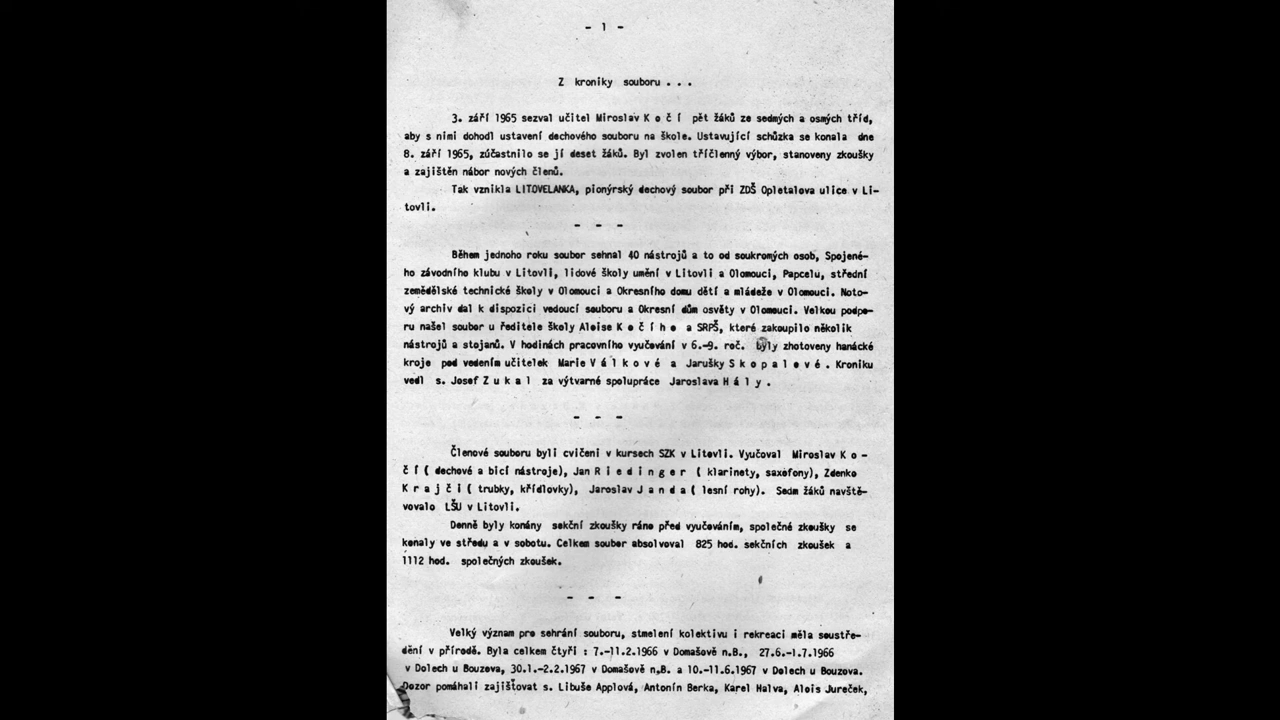 - 1 -
Z kroniky souboru . . .
3. září 1965 sezval učitel Miroslav K o č í pět žáků ze sedmých a osmých tříd,
aby s nimi dohodl ustavení dechového souboru na škole. Ustavující schůzka se konala dne
8. září 1965, zúčastnilo se jí deset žáků. Byl zvolen tříčlenný výbor, stanoveny zkoušky
a zajištěn nábor nových členů.
Tak vznikla LITOVELANKA, pionýrský dechový soubor při ZDŠ Opletalova ulice v Li-
tovli.
- - -
Během jednoho roku soubor sehnal 40 nástrojů a to od soukromých osob, Spojené-
ho závodního klubu v Litovli, lidové školy umění v Litovli a Olomouci, Papcelu, střední
zemědělské technické školy v Olomouci a Okresního domu dětí a mládeže v Olomouci. Noto-
vý archiv dal k dispozici vedoucí souboru a Okresní dům osvěty v Olomouci. Velkou podpo-
ru našel soubor u ředitele školy Aloise K o č í h o a SRPŠ, které zakoupilo několik
nástrojů a stojanů. V hodinách pracovního vyučování v 6.-9. roč. byly zhotoveny hanácké
kroje pod vedením učitelek Marie V á l k o v é a Jarušky S k o p a l o v é . Kroniku
vedl s. Josef Z u k a l za výtvarné spolupráce Jaroslava H á l y .
- - -
Členové souboru byli cvičeni v kursech SZK v Litovli. Vyučoval Miroslav K o -
č í ( dechové a bicí nástroje), Jan R i e d i n g e r ( klarinety, saxofony), Zdenko
K r a j č i ( trubky, křídlovky), Jaroslav J a n d a ( lesní rohy). Sedm žáků navště-
vovalo LŠU v Litovli.
Denně byly konány sekční zkoušky ráno před vyučováním, společné zkoušky se
konaly ve středu a v sobotu. Celkem soubor absolvoval 825 hod. sekčních zkoušek a
1112 hod. společných zkoušek.
- - -
Velký význam pro sehrání souboru, stmelení kolektivu i rekreaci měla soustře-
dění v přírodě. Byla celkem čtyři : 7.-11.2.1966 v Domašově n.B., 27.6.-1.7.1966
v Dolech u Bouzova, 30.1.-2.2.1967 v Domašově n.B. a 10.-11.6.1967 v Dolech u Bouzova.
Dozor pomáhali zajišťovat s. Libuše Applová, Antonín Berka, Karel Halva, Alois Jureček,